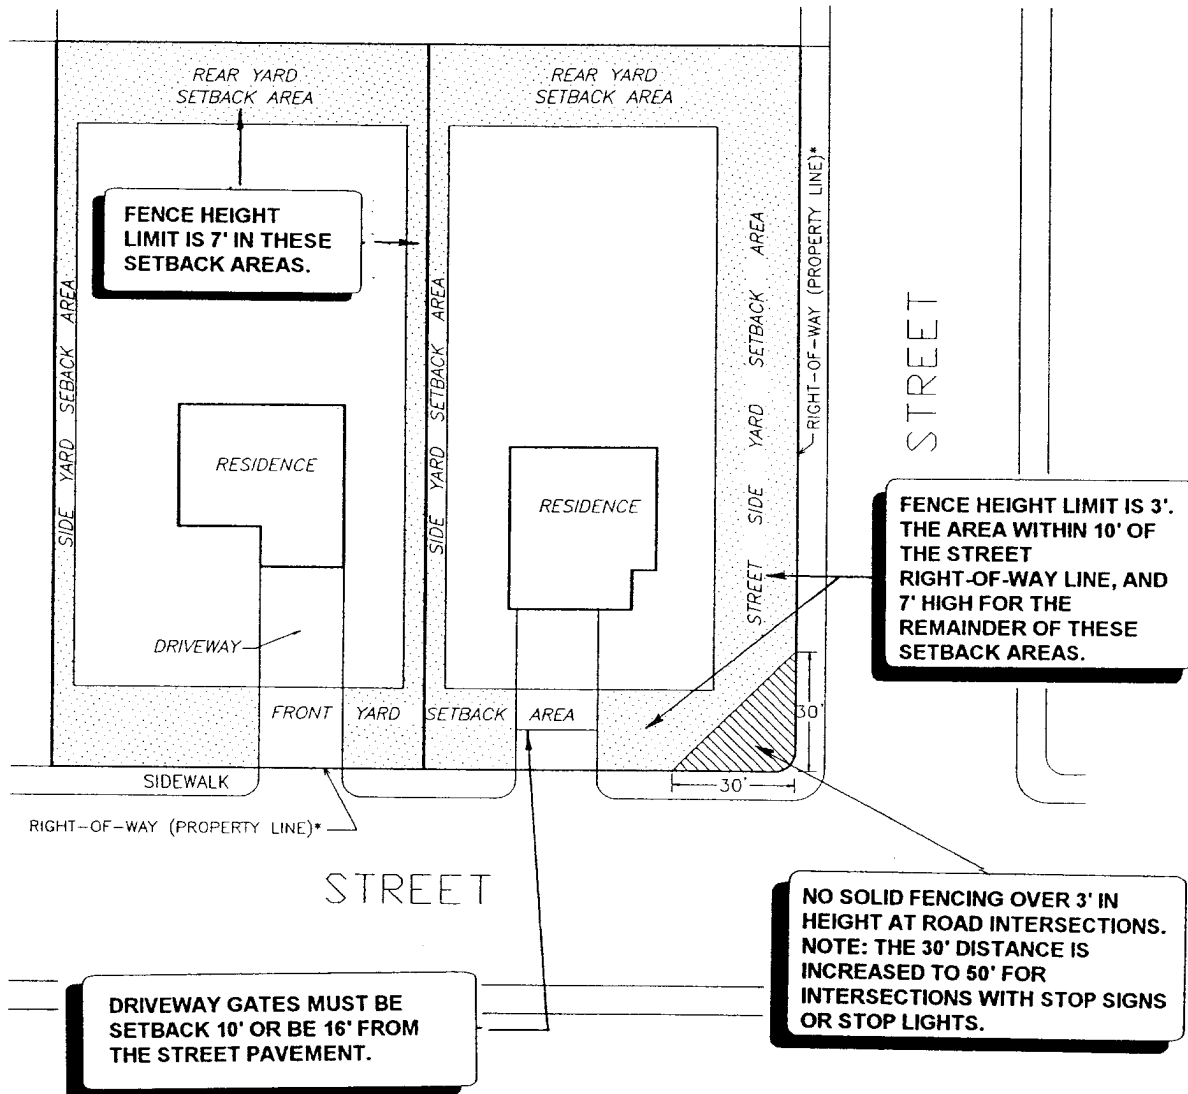 REAR YARD
SETBACK AREA
REAR YARD
SETBACK AREA
FENCE HEIGHT
LIMIT IS 7' IN THESE
SETBACK AREAS.
SIDE YARD SEBACK AREA
SIDE YARD SETBACK AREA
STREET SIDE YARD SETBACK AREA
RIGHT-OF-WAY (PROPERTY LINE)*
STREET
RESIDENCE
RESIDENCE
FENCE HEIGHT LIMIT IS 3'.
THE AREA WITHIN 10' OF
THE STREET
RIGHT-OF-WAY LINE, AND
7' HIGH FOR THE
REMAINDER OF THESE
SETBACK AREAS.
DRIVEWAY
FRONT YARD SETBACK AREA
30'
30'
SIDEWALK
RIGHT-OF-WAY (PROPERTY LINE)*
STREET
NO SOLID FENCING OVER 3' IN
HEIGHT AT ROAD INTERSECTIONS.
NOTE: THE 30' DISTANCE IS
INCREASED TO 50' FOR
INTERSECTIONS WITH STOP SIGNS
OR STOP LIGHTS.
DRIVEWAY GATES MUST BE
SETBACK 10' OR BE 16' FROM
THE STREET PAVEMENT.